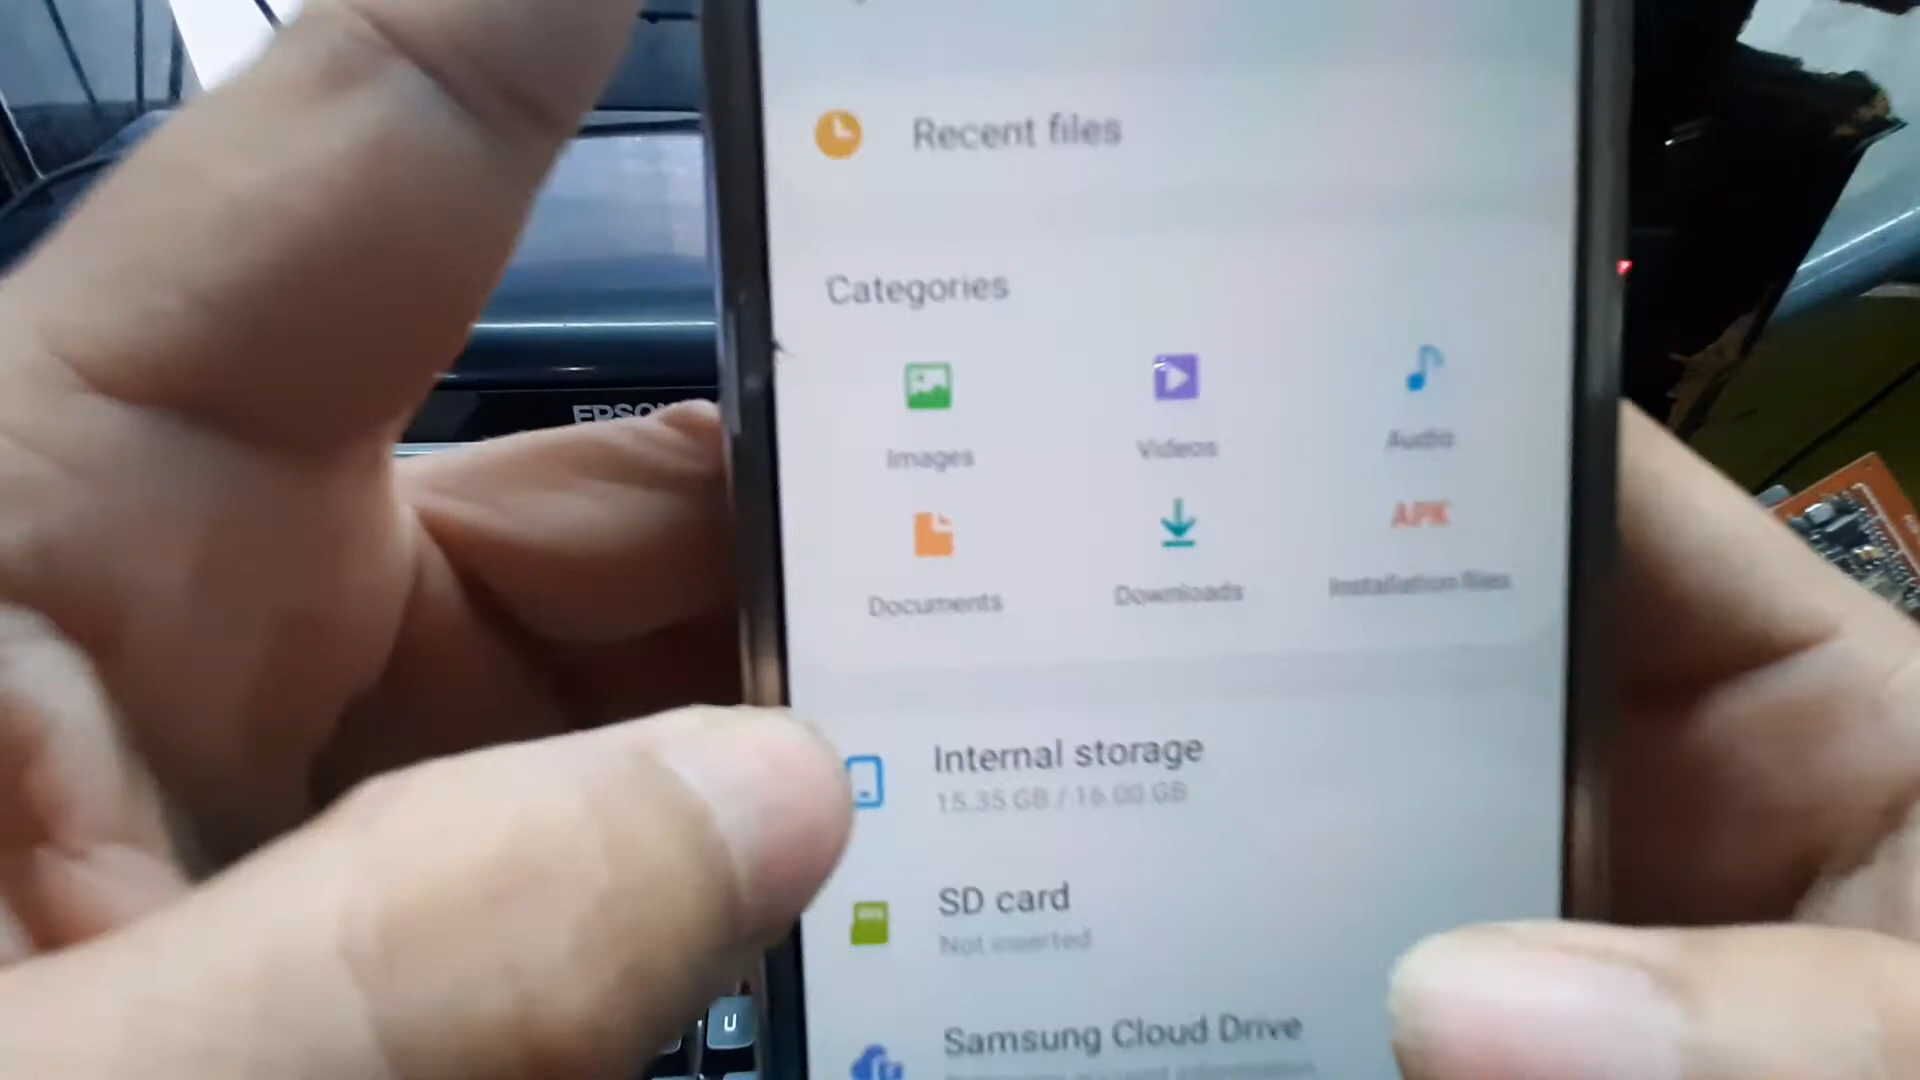 Recent files
Categories
Images
Videos
Audio
APK
Documents
Downloads
Installation files
Internal storage
15.35 GB / 16.00 GB
SD card
Not inserted
Samsung Cloud Drive
EPSON
U